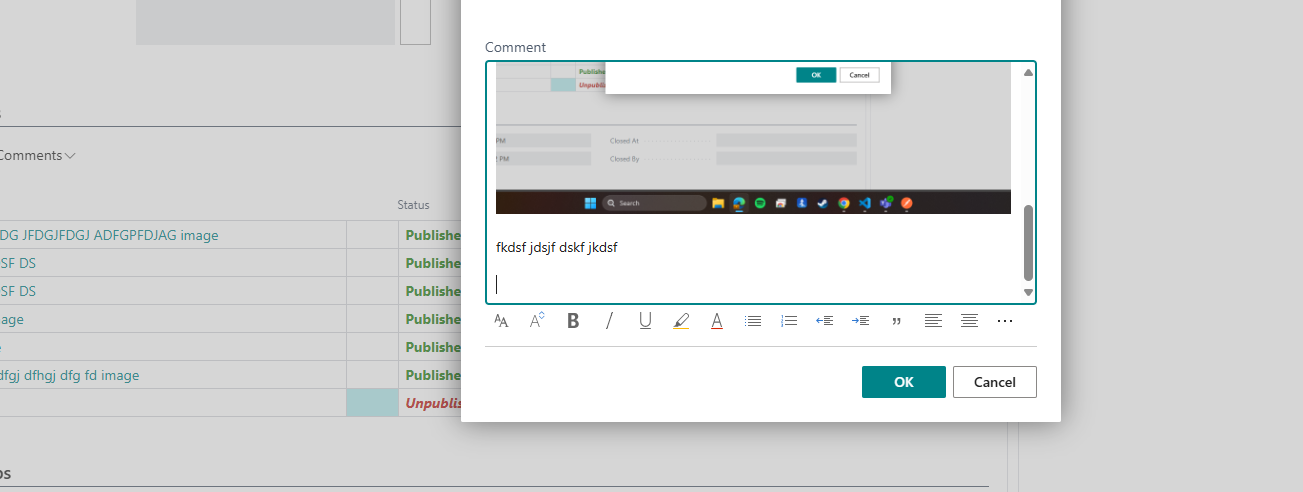 Comment
Publishe
OK
Cancel
Unpublis
PM
Closed At
PM
Closed By
Search
Comments
Status
DG JFDGJFDGJ ADFGPFDJAG image
Publishe
SF DS
Publishe
SF DS
Publishe
age
Publishe
Publishe
dfgj dfhgj dfg fd image
Publishe
Unpublis
fkdsf jdsjf dskf jkdsf
OK
Cancel